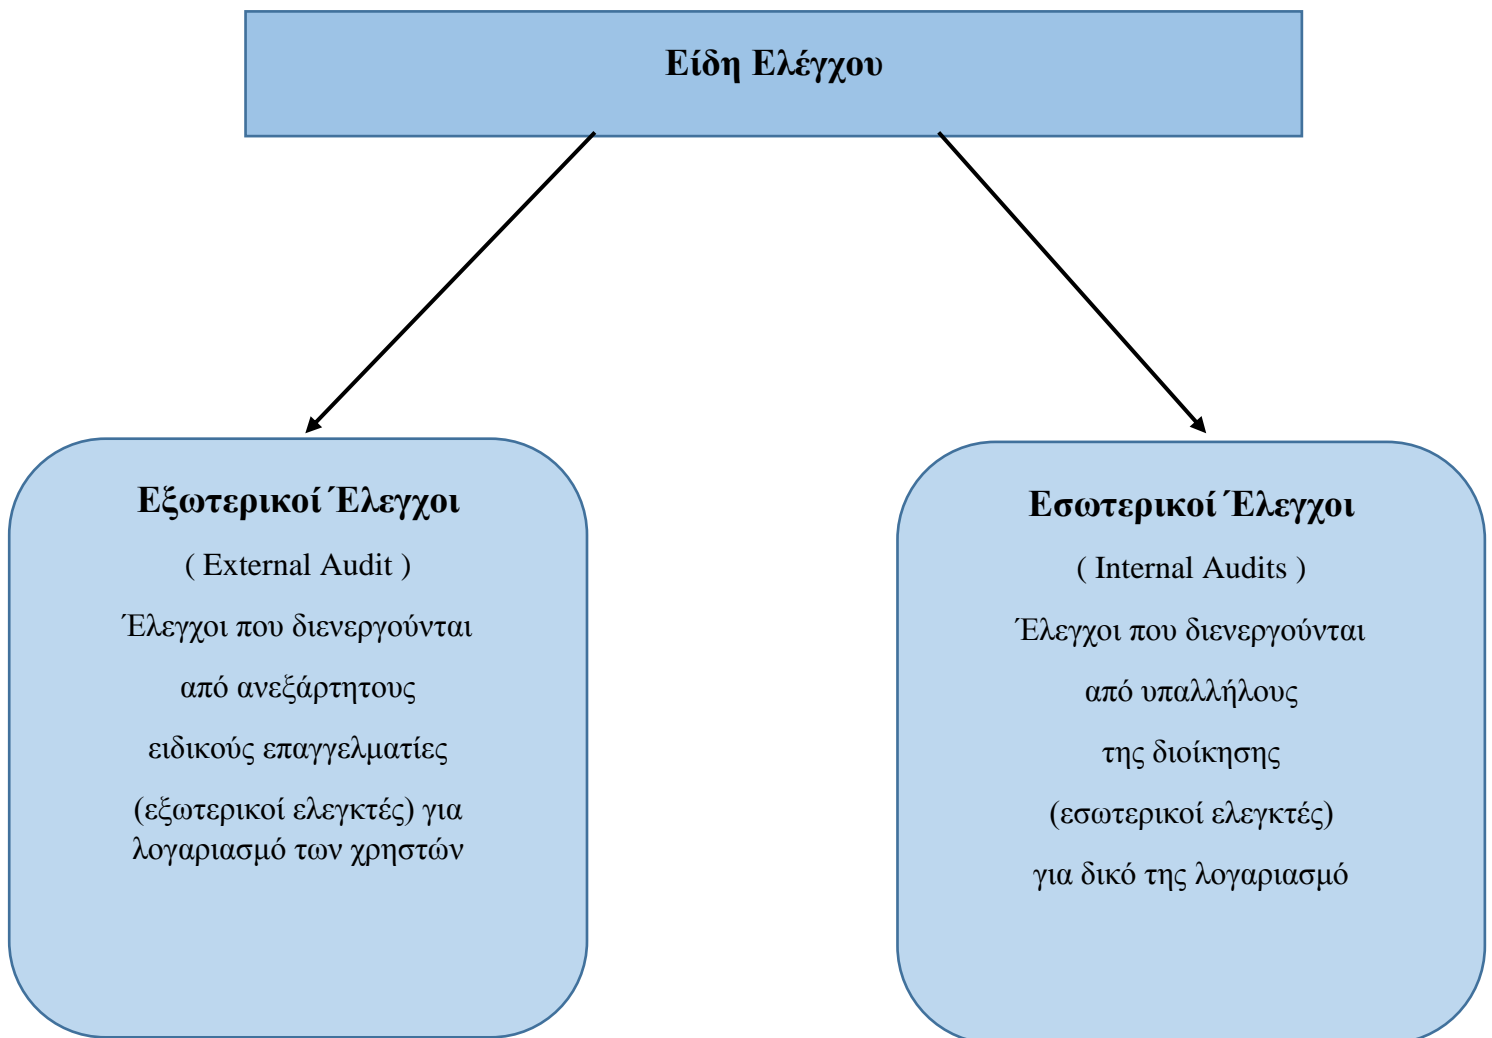 Είδη Ελέγχου
Εξωτερικοί Έλεγχοι
( External Audit )
Έλεγχοι που διενεργούνται
από ανεξάρτητους
ειδικούς επαγγελματίες
(εξωτερικοί ελεγκτές) για
λογαριασμό των χρηστών
Εσωτερικοί Έλεγχοι
( Internal Audits )
Έλεγχοι που διενεργούνται
από υπαλλήλους
της διοίκησης
(εσωτερικοί ελεγκτές)
για δικό της λογαριασμό